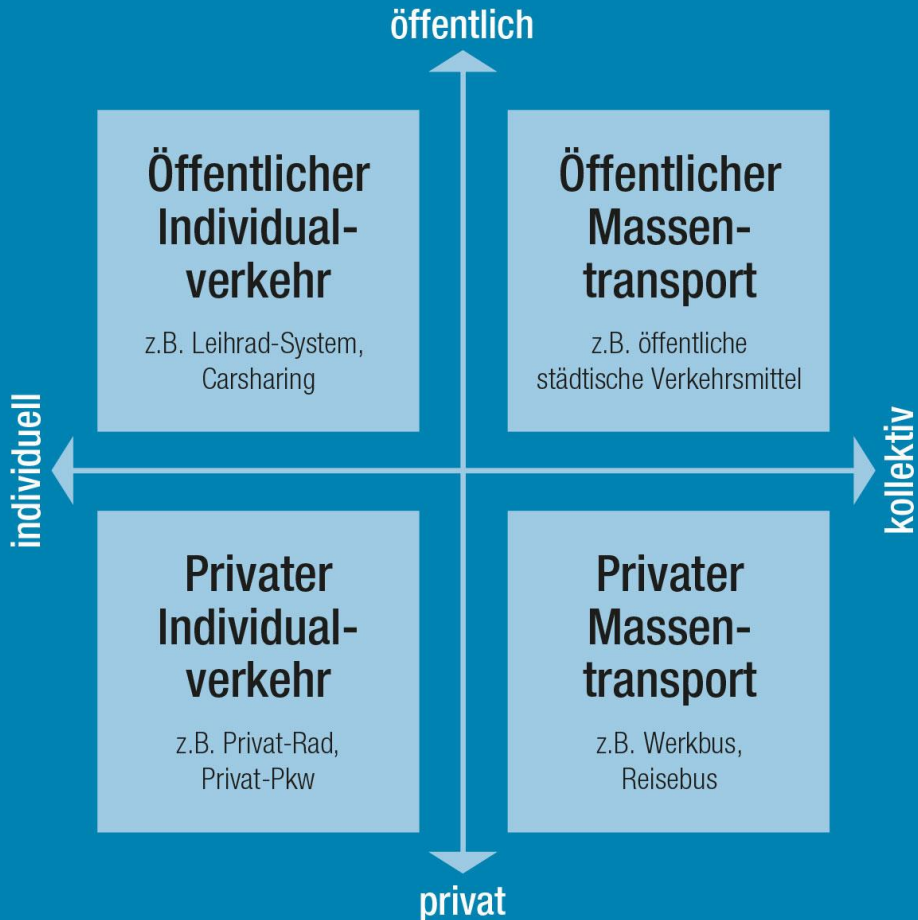 öffentlich
Öffentlicher
Individual-
verkehr
z.B. Leihrad-System,
Carsharing
Öffentlicher
Massen-
transport
z.B. öffentliche
städtische Verkehrsmittel
individuell
kollektiv
Privater
Individual-
verkehr
z.B. Privat-Rad,
Privat-Pkw
Privater
Massen-
transport
z.B. Werkbus,
Reisebus
privat